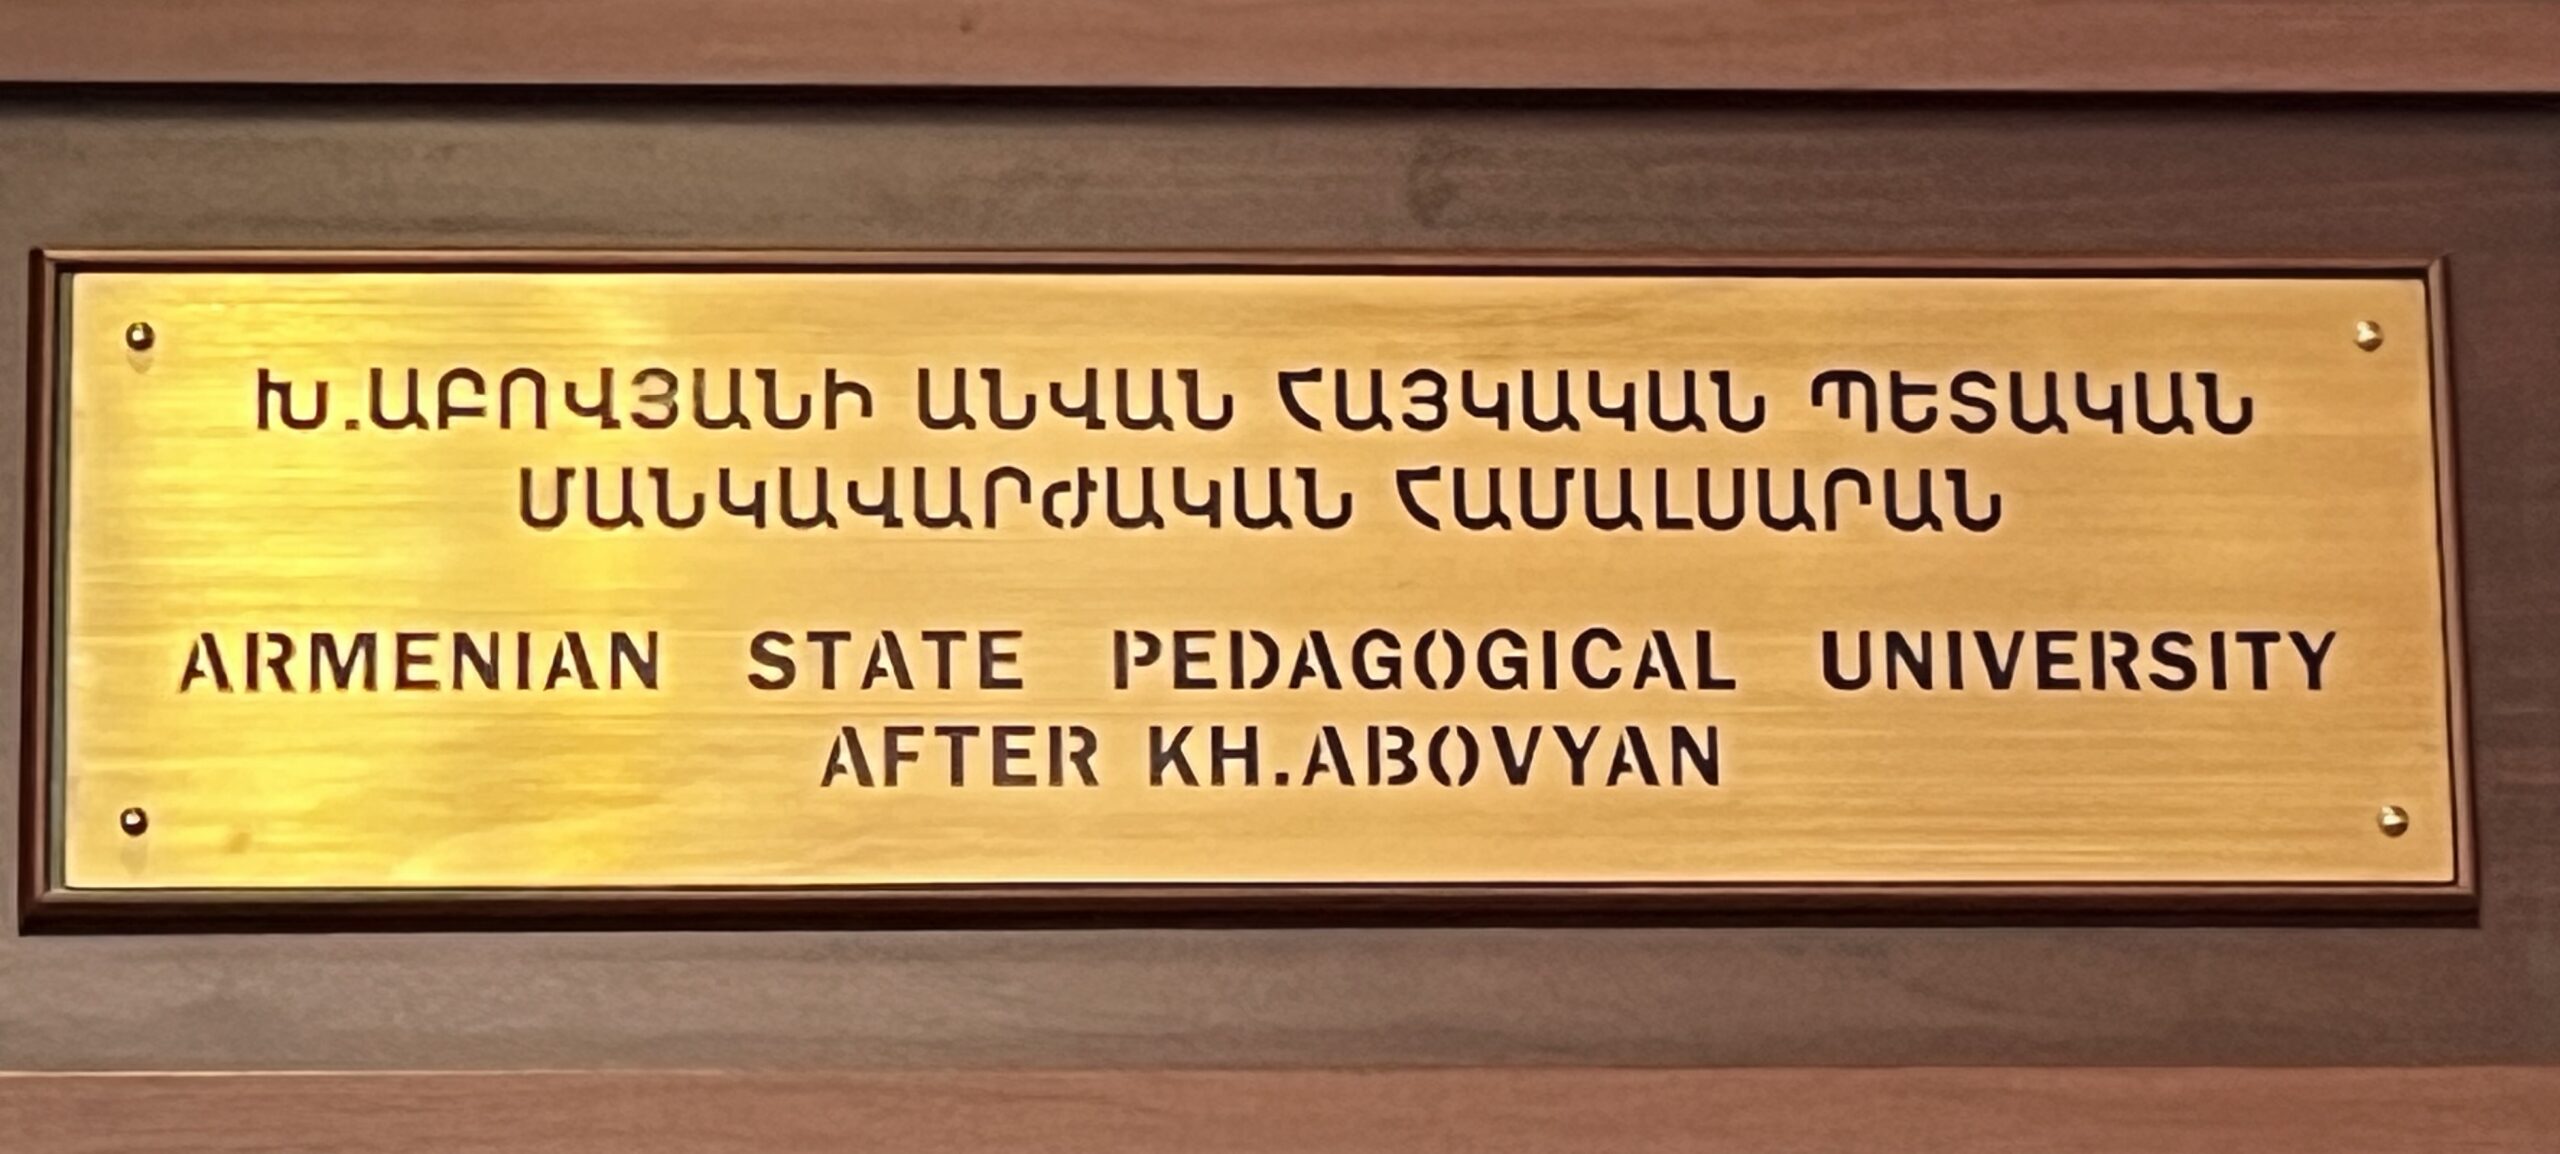 Խ.ԱԲՈՎՅԱՆԻ ԱՆՎԱՆ ՀԱՅԿԱԿԱՆ ՊԵՏԱԿԱՆ
ՄԱՆԿԱՎԱՐԺԱԿԱՆ ՀԱՄԱԼՍԱՐԱՆ
ARMENIAN STATE PEDAGOGICAL UNIVERSITY
AFTER KH.ABOVYAN